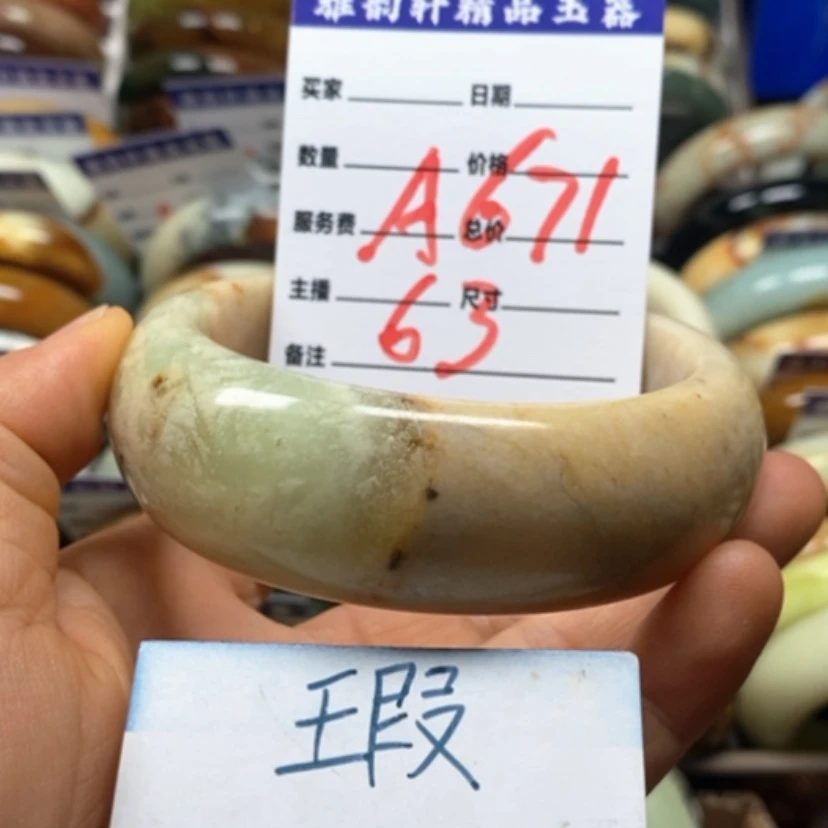 雅韵轩精品玉器
买家 日期
数量 价格
服务费 总价
主播 尺寸
备注
A671
63
瑕